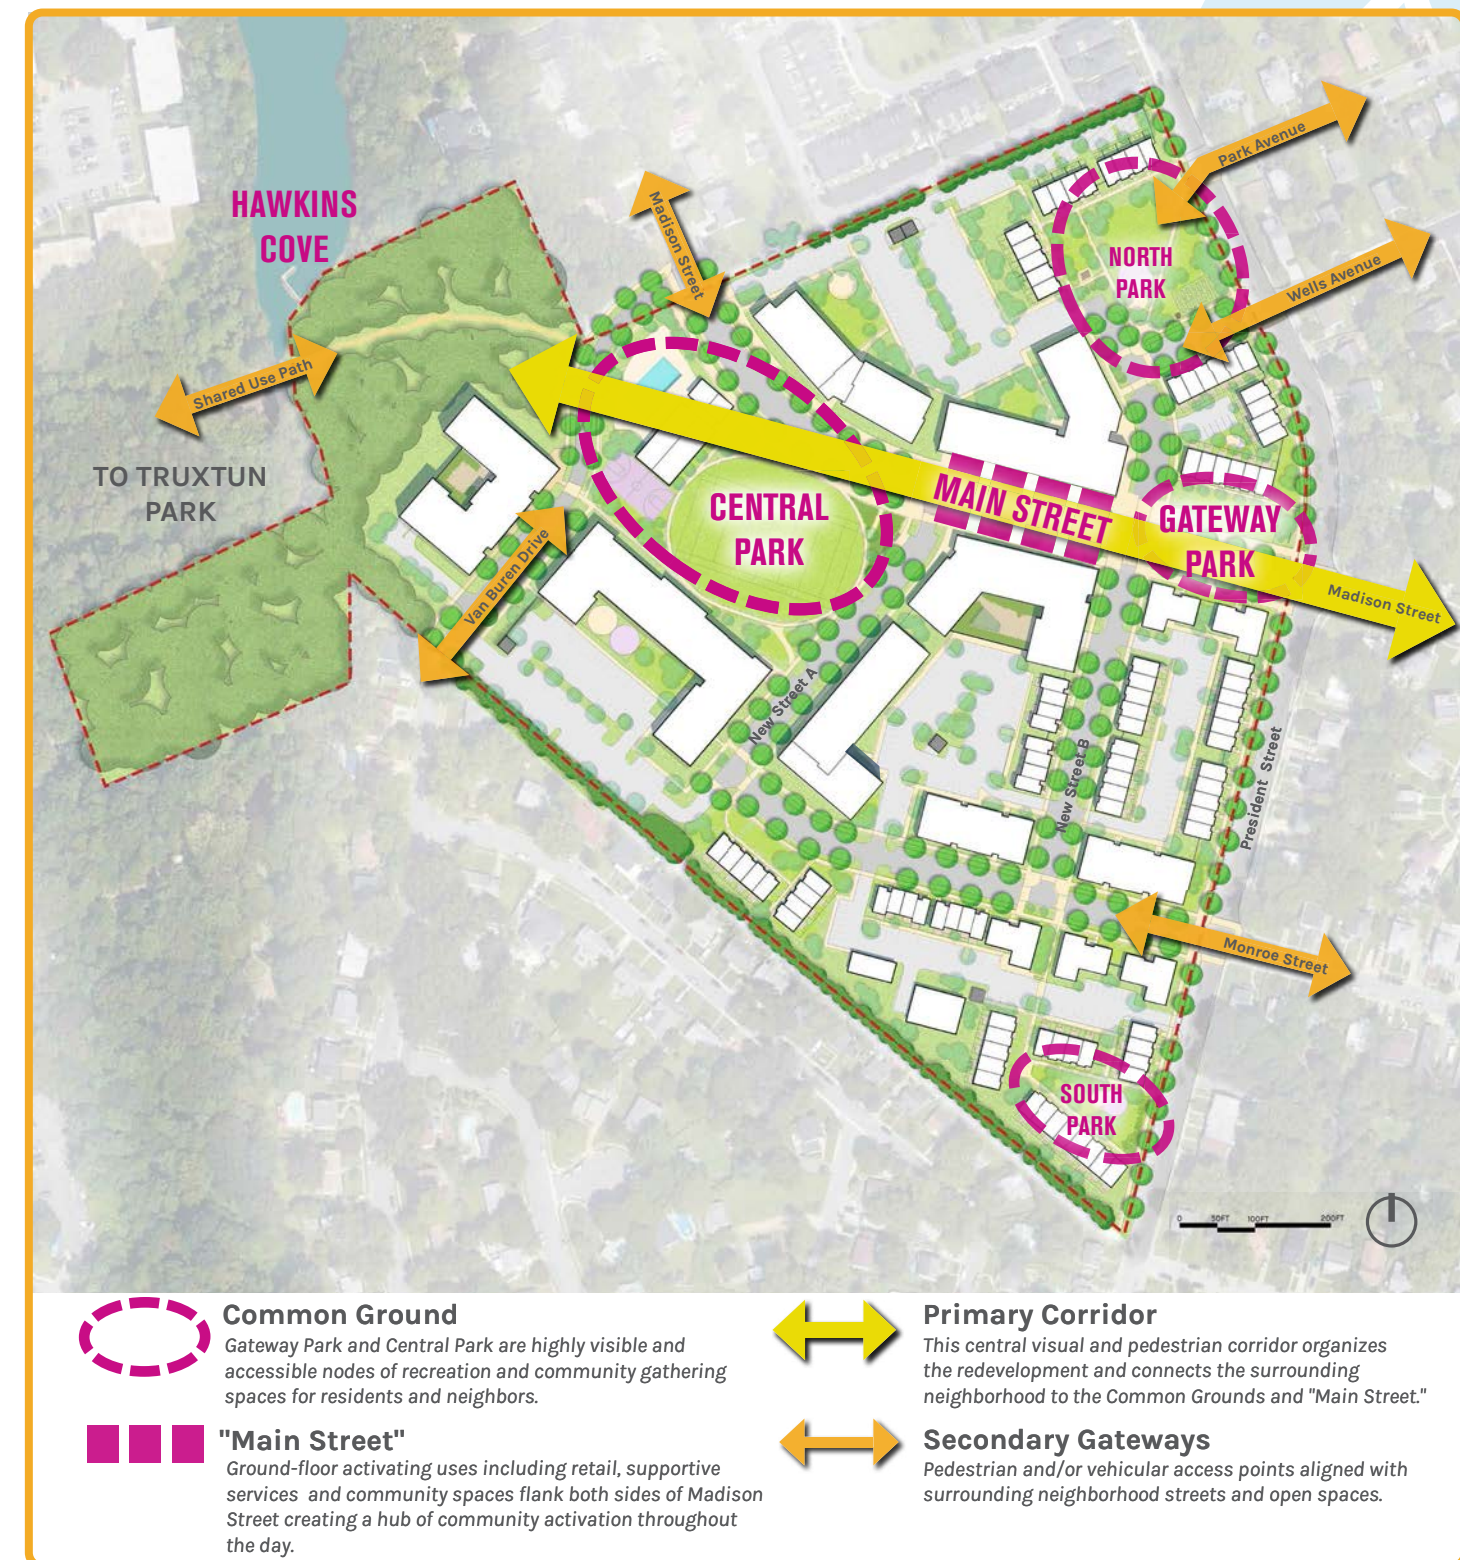 Park Avenue
HAWKINS
COVE
Madison Street
NORTH
PARK
Wells Avenue
Shared Use Path
TO TRUXTUN
PARK
CENTRAL
PARK
MAIN STREET
GATEWAY
PARK
Van Buren Drive
Madison Street
New Street A
New Street B
President Street
Monroe Street
SOUTH
PARK
0 50FT 100FT 200FT
Common Ground
Gateway Park and Central Park are highly visible and
accessible nodes of recreation and community gathering
spaces for residents and neighbors.
"Main Street"
Ground-floor activating uses including retail, supportive
services and community spaces flank both sides of Madison
Street creating a hub of community activation throughout
the day.
Primary Corridor
This central visual and pedestrian corridor organizes
the redevelopment and connects the surrounding
neighborhood to the Common Grounds and "Main Street."
Secondary Gateways
Pedestrian and/or vehicular access points aligned with
surrounding neighborhood streets and open spaces.